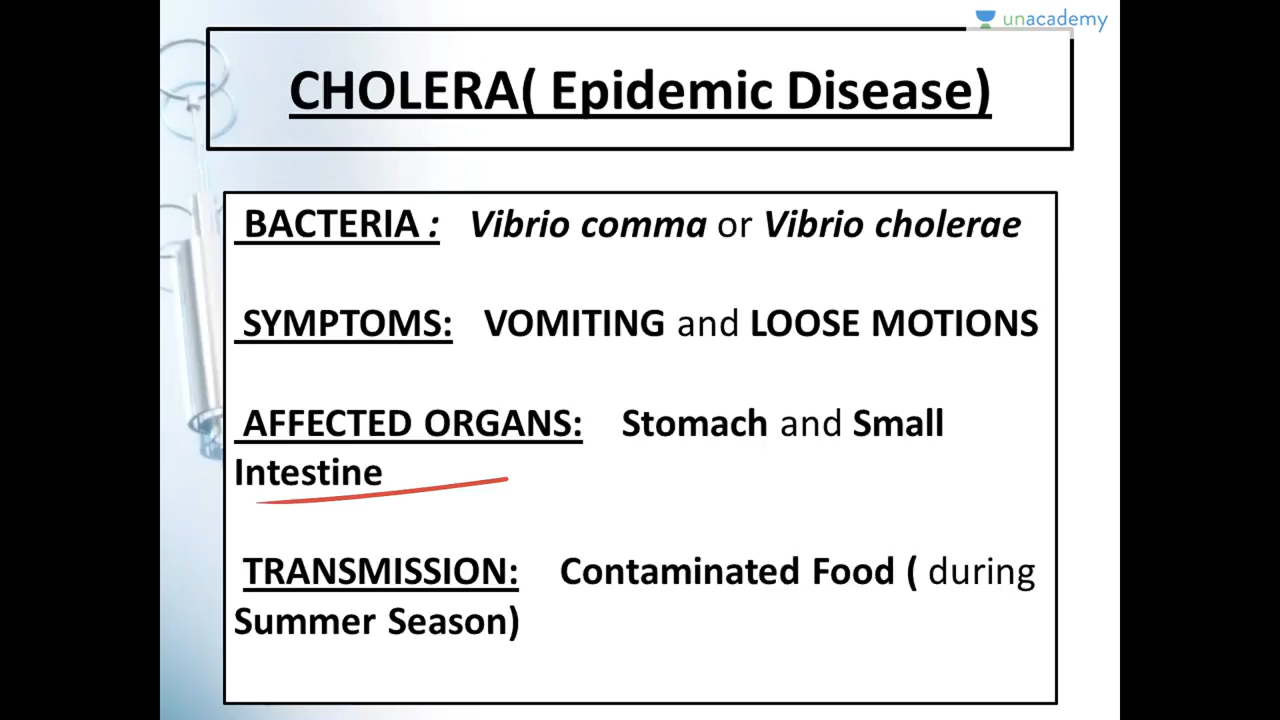 unacademy
CHOLERA( Epidemic Disease)
BACTERIA : Vibrio comma or Vibrio cholerae
SYMPTOMS: VOMITING and LOOSE MOTIONS
AFFECTED ORGANS: Stomach and Small
Intestine
TRANSMISSION: Contaminated Food ( during
Summer Season)